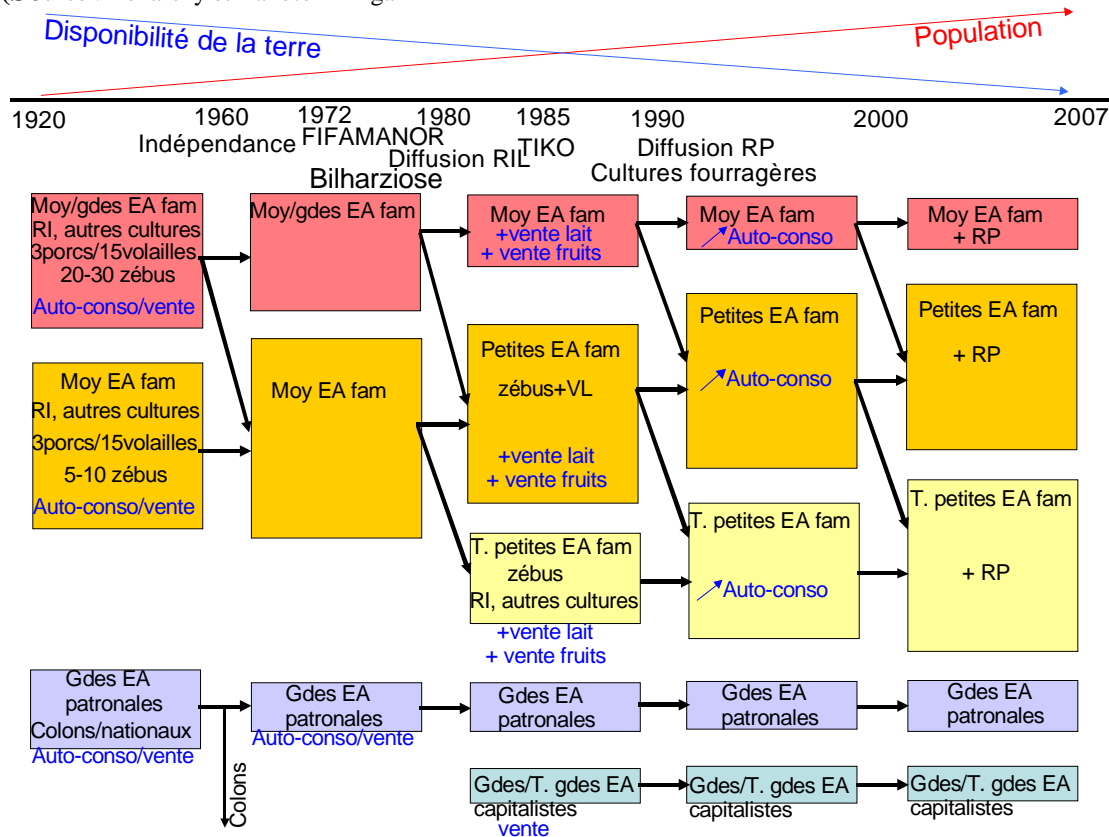 Disponibilité de la terre
Population
1920 1960 1972 1980 1985 1990 2000 2007
Indépendance FIFAMANOR Diffusion RIL TIKO Diffusion RP
Bilharziose Cultures fourragères
Moy/gdes EA fam
RI, autres cultures
3porcs/15volailles
20-30 zébus
Auto-conso/vente
Moy/gdes EA fam
Moy EA fam
+vente lait
+ vente fruits
Moy EA fam
Auto-conso
Moy EA fam
+ RP
Moy EA fam
RI, autres cultures
3porcs/15volailles
5-10 zébus
Auto-conso/vente
Moy EA fam
Petites EA fam
zébus+VL
+vente lait
+ vente fruits
Petites EA fam
Auto-conso
Petites EA fam
+ RP
T. petites EA fam
zébus
RI, autres cultures
+vente lait
+ vente fruits
T. petites EA fam
Auto-conso
T. petites EA fam
+ RP
Gdes EA
patronales
Colons/nationaux
Auto-conso/vente
Colons
Gdes EA
patronales
Auto-conso/vente
Gdes EA
patronales
Gdes EA
patronales
Gdes EA
patronales
Gdes/T. gdes EA
capitalistes
vente
Gdes/T. gdes EA
capitalistes
Gdes/T. gdes EA
capitalistes